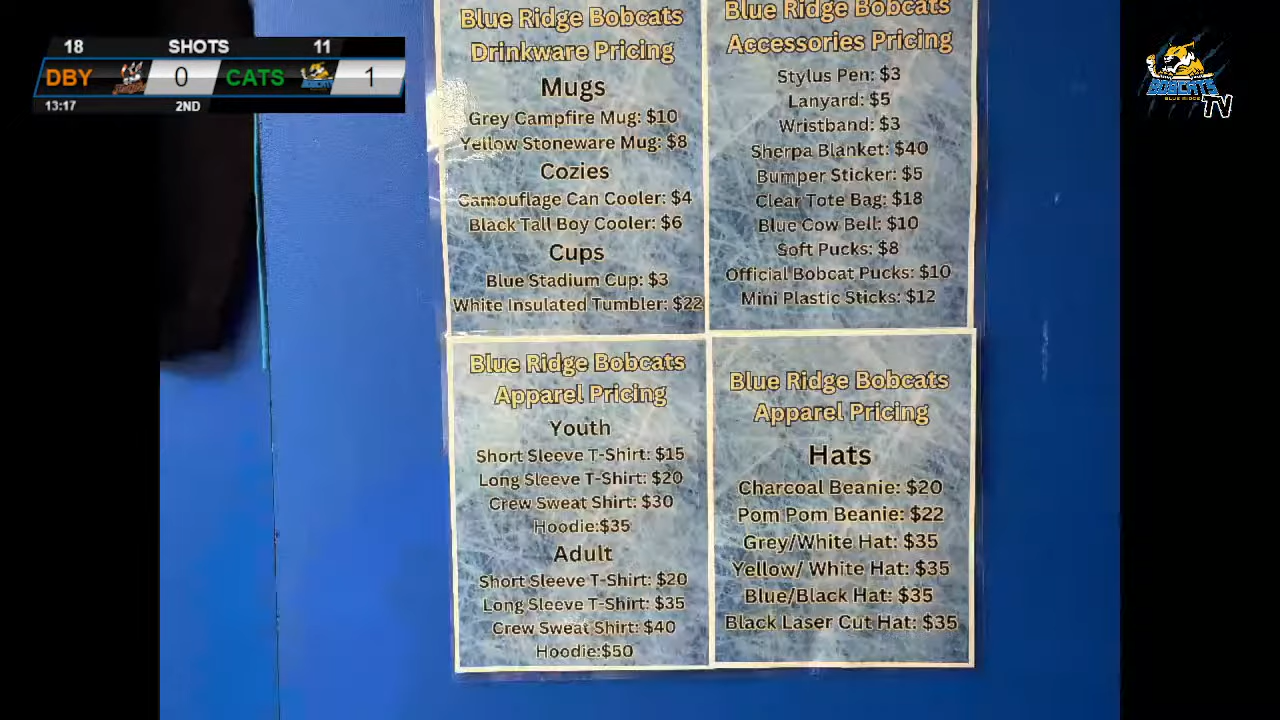 18 SHOTS 11
DBY 0 CATS 1
13:17 2ND
BOBCATS
BLUE RIDGE
TV
Blue Ridge Bobcats
Drinkware Pricing
Mugs
Grey Campfire Mug: $10
Yellow Stoneware Mug: $8
Cozies
Camouflage Can Cooler: $4
Black Tall Boy Cooler: $6
Cups
Blue Stadium Cup: $3
White Insulated Tumbler: $22
Blue Ridge Bobcats
Accessories Pricing
Stylus Pen: $3
Lanyard: $5
Wristband: $3
Sherpa Blanket: $40
Bumper Sticker: $5
Clear Tote Bag: $18
Blue Cow Bell: $10
Soft Pucks: $8
Official Bobcat Pucks: $10
Mini Plastic Sticks: $12
Blue Ridge Bobcats
Apparel Pricing
Youth
Short Sleeve T-Shirt: $15
Long Sleeve T-Shirt: $20
Crew Sweat Shirt: $30
Hoodie:$35
Adult
Short Sleeve T-Shirt: $20
Long Sleeve T-Shirt: $35
Crew Sweat Shirt: $40
Hoodie:$50
Blue Ridge Bobcats
Apparel Pricing
Hats
Charcoal Beanie: $20
Pom Pom Beanie: $22
Grey/White Hat: $35
Yellow/ White Hat: $35
Blue/Black Hat: $35
Black Laser Cut Hat: $35